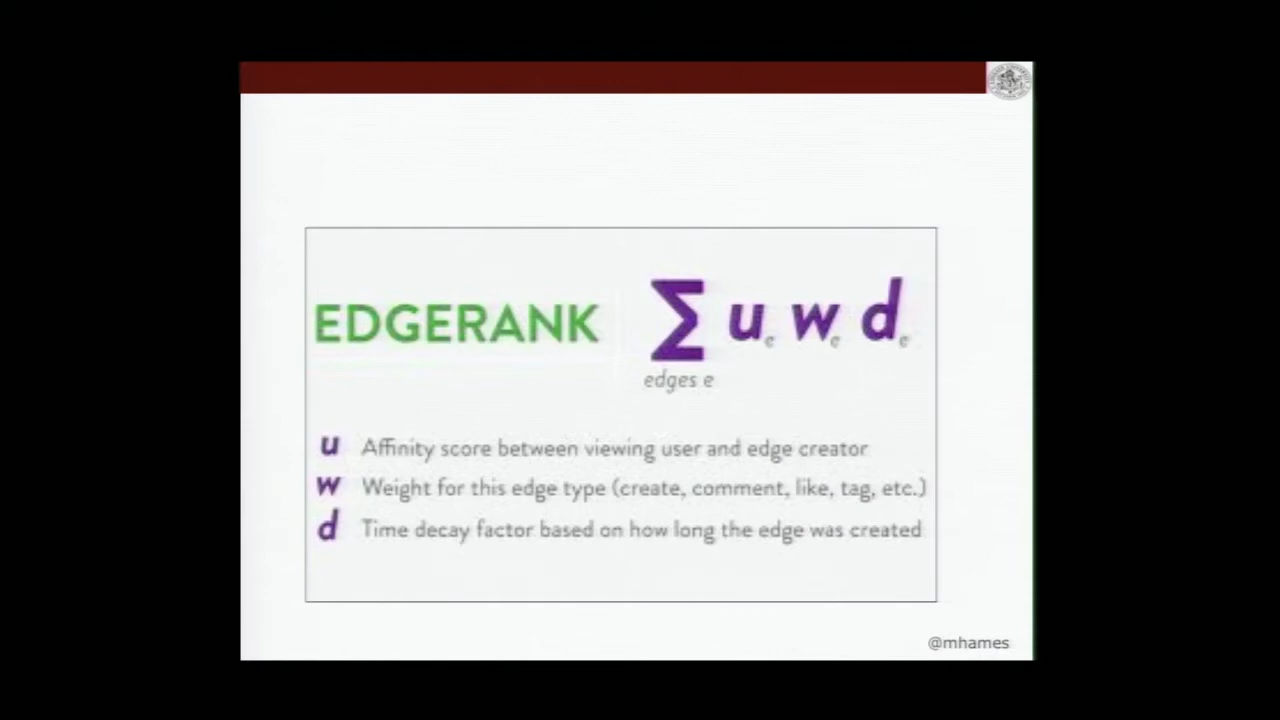 EDGERANK Σ uₑ wₑ dₑ
edges e
u Affinity score between viewing user and edge creator
w Weight for this edge type (create, comment, like, tag, etc.)
d Time decay factor based on how long the edge was created
@mhames